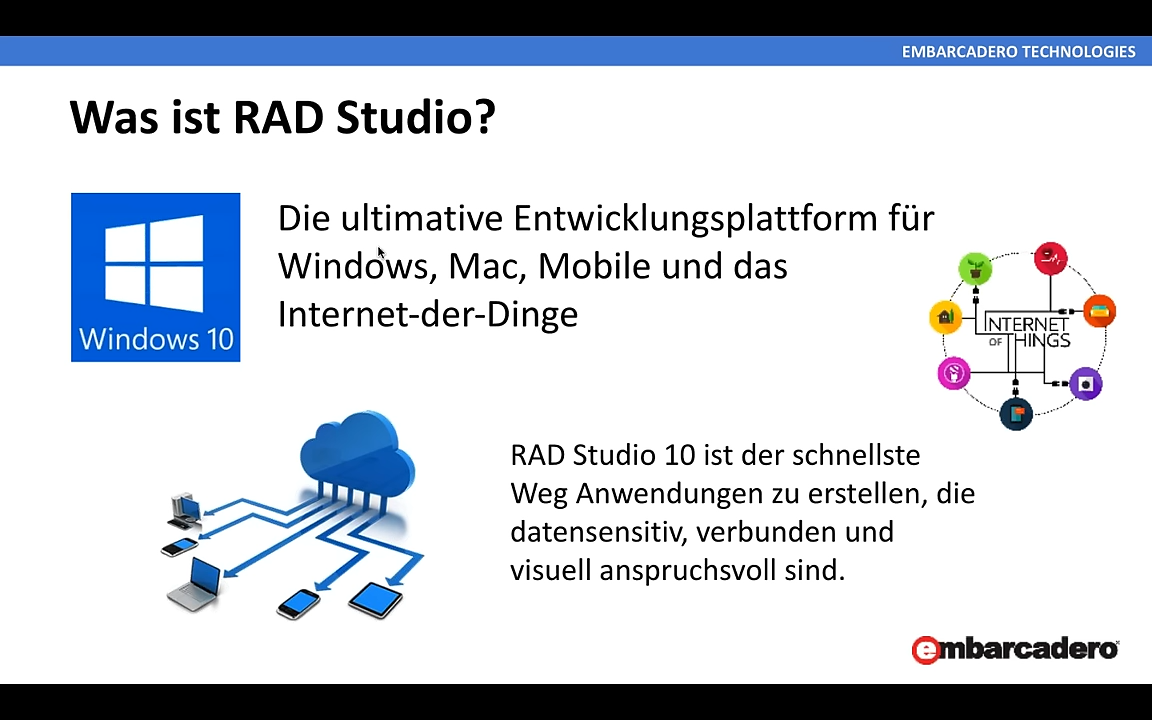 EMBARCADERO TECHNOLOGIES
Was ist RAD Studio?
Windows 10
Die ultimative Entwicklungsplattform für
Windows, Mac, Mobile und das
Internet-der-Dinge
INTERNET
OF THINGS
RAD Studio 10 ist der schnellste
Weg Anwendungen zu erstellen, die
datensensitiv, verbunden und
visuell anspruchsvoll sind.
embarcadero